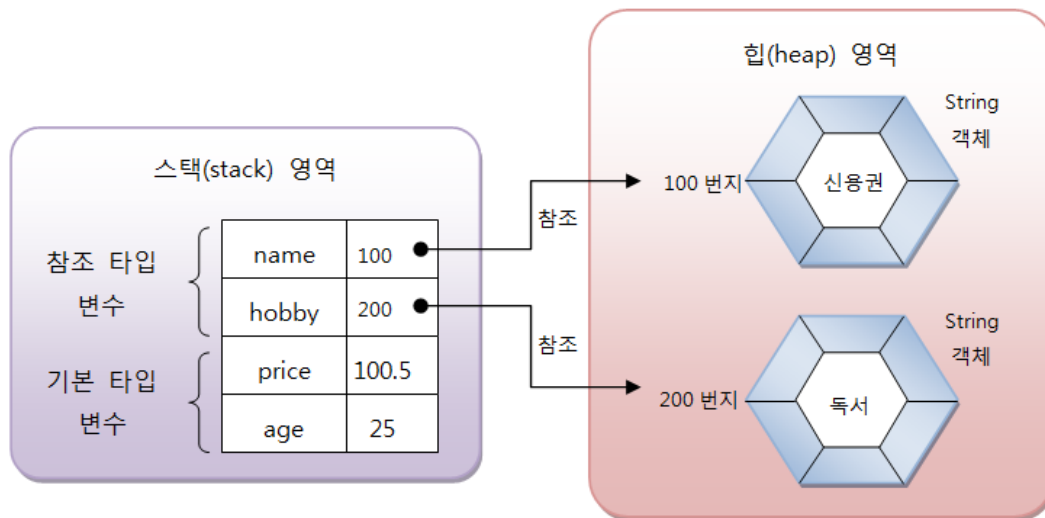 스택(stack) 영역
참조 타입
변수
기본 타입
변수
name 100
hobby 200
price 100.5
age 25
참조
참조
힙(heap) 영역
String
객체
100 번지
신용권
String
객체
200 번지
독서